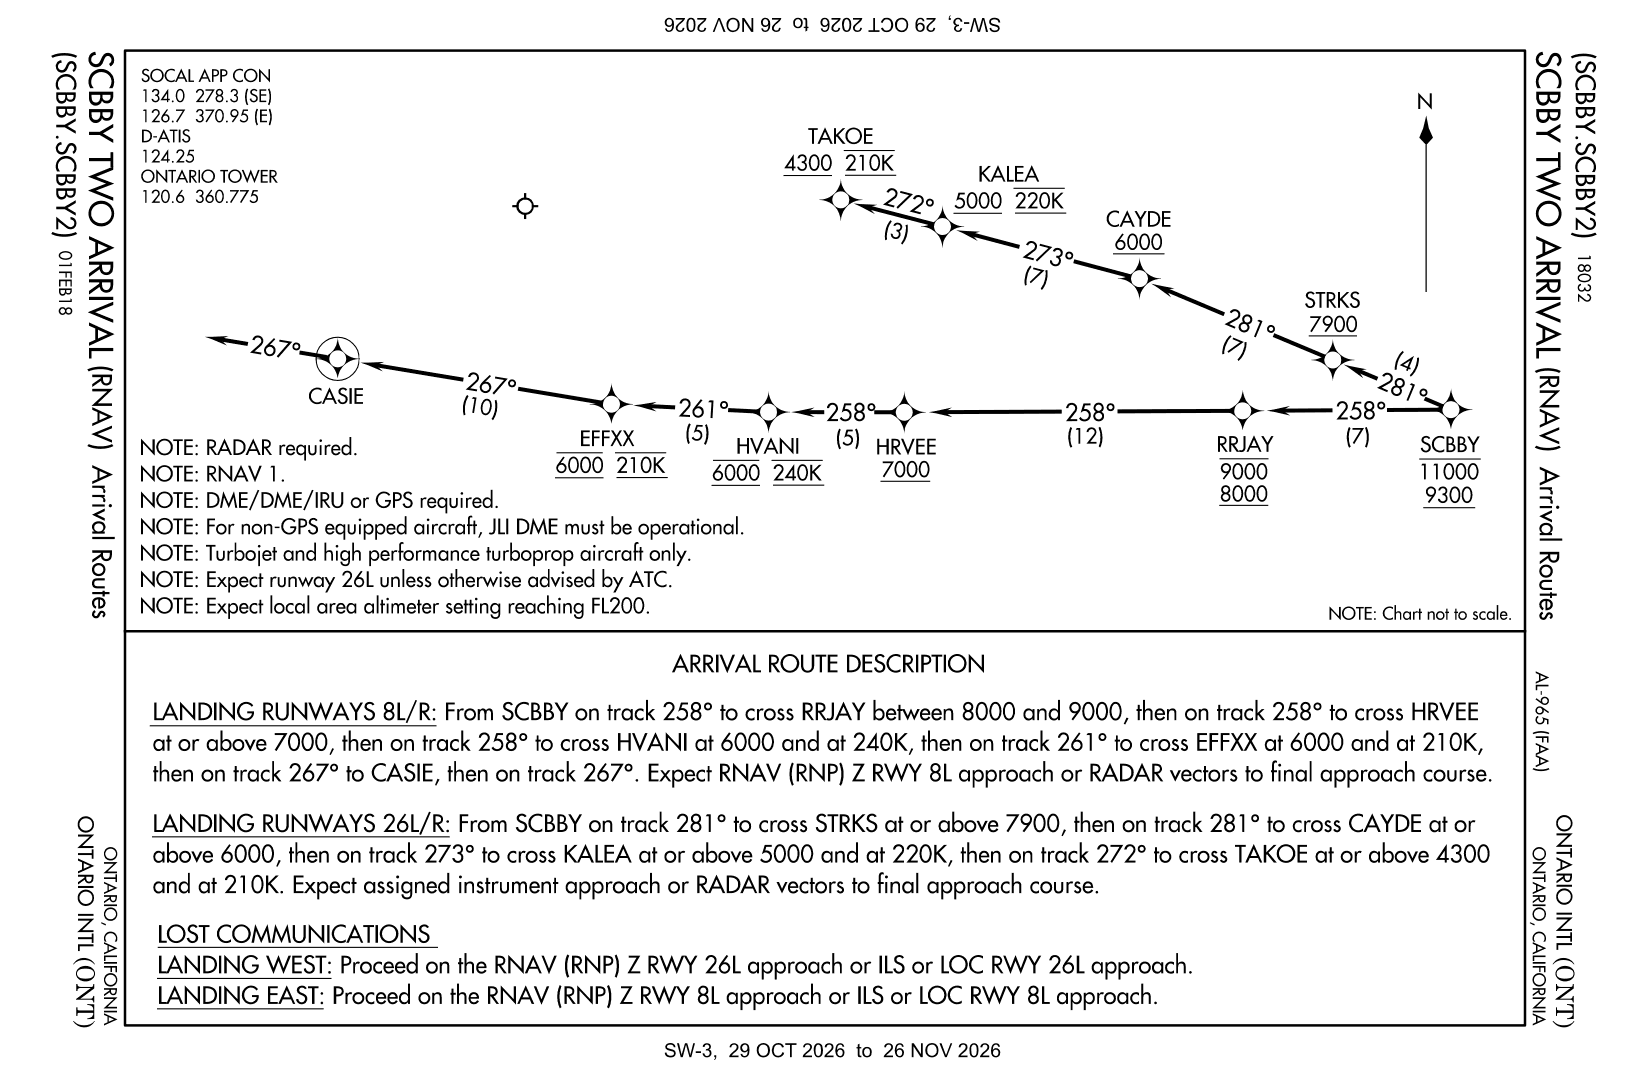 SW-3, 29 OCT 2026 to 26 NOV 2026
(SCBBY.SCBBY2) 01FEB18
SCBBY TWO ARRIVAL (RNAV) Arrival Routes
SOCAL APP CON
134.0 278.3 (SE)
126.7 370.95 (E)
D-ATIS
124.25
ONTARIO TOWER
120.6 360.775
N
TAKOE
4300 210K
272°
(3)
KALEA
5000 220K
273°
(7)
CAYDE
6000
281°
(7)
STRKS
7900
(4)
281°
267°
CASIE
267°
(10)
EFFXX
6000 210K
261°
(5)
HVANI
6000 240K
258°
(5)
HRVEE
7000
258°
(12)
RRJAY
9000
8000
258°
(7)
SCBBY
11000
9300
NOTE: RADAR required.
NOTE: RNAV 1.
NOTE: DME/DME/IRU or GPS required.
NOTE: For non-GPS equipped aircraft, JLI DME must be operational.
NOTE: Turbojet and high performance turboprop aircraft only.
NOTE: Expect runway 26L unless otherwise advised by ATC.
NOTE: Expect local area altimeter setting reaching FL200.
NOTE: Chart not to scale.
ARRIVAL ROUTE DESCRIPTION
LANDING RUNWAYS 8L/R: From SCBBY on track 258° to cross RRJAY between 8000 and 9000, then on track 258° to cross HRVEE
at or above 7000, then on track 258° to cross HVANI at 6000 and at 240K, then on track 261° to cross EFFXX at 6000 and at 210K,
then on track 267° to CASIE, then on track 267°. Expect RNAV (RNP) Z RWY 8L approach or RADAR vectors to final approach course.
LANDING RUNWAYS 26L/R: From SCBBY on track 281° to cross STRKS at or above 7900, then on track 281° to cross CAYDE at or
above 6000, then on track 273° to cross KALEA at or above 5000 and at 220K, then on track 272° to cross TAKOE at or above 4300
and at 210K. Expect assigned instrument approach or RADAR vectors to final approach course.
LOST COMMUNICATIONS
LANDING WEST: Proceed on the RNAV (RNP) Z RWY 26L approach or ILS or LOC RWY 26L approach.
LANDING EAST: Proceed on the RNAV (RNP) Z RWY 8L approach or ILS or LOC RWY 8L approach.
ONTARIO, CALIFORNIA
ONTARIO INTL (ONT)
(SCBBY.SCBBY2) 18032
SCBBY TWO ARRIVAL (RNAV) Arrival Routes
AL-965 (FAA)
ONTARIO INTL (ONT)
ONTARIO, CALIFORNIA
SW-3, 29 OCT 2026 to 26 NOV 2026